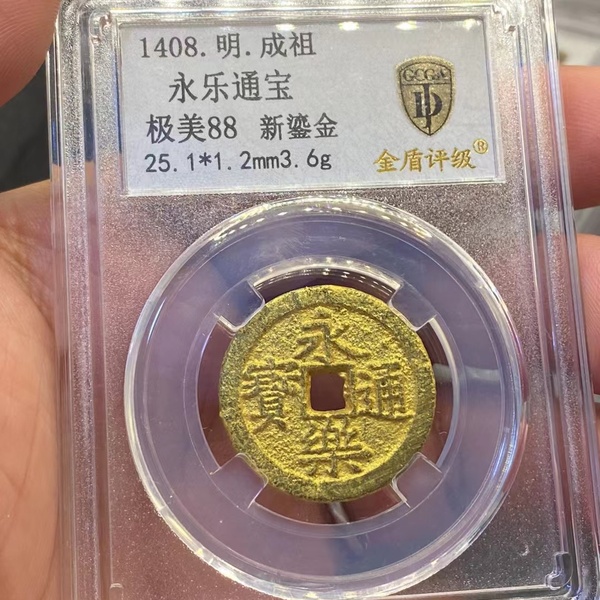 1408.明.成祖
永乐通宝
极美88 新鎏金
25.1*1.2mm3.6g
GCGA
金盾评级®
永樂通寶